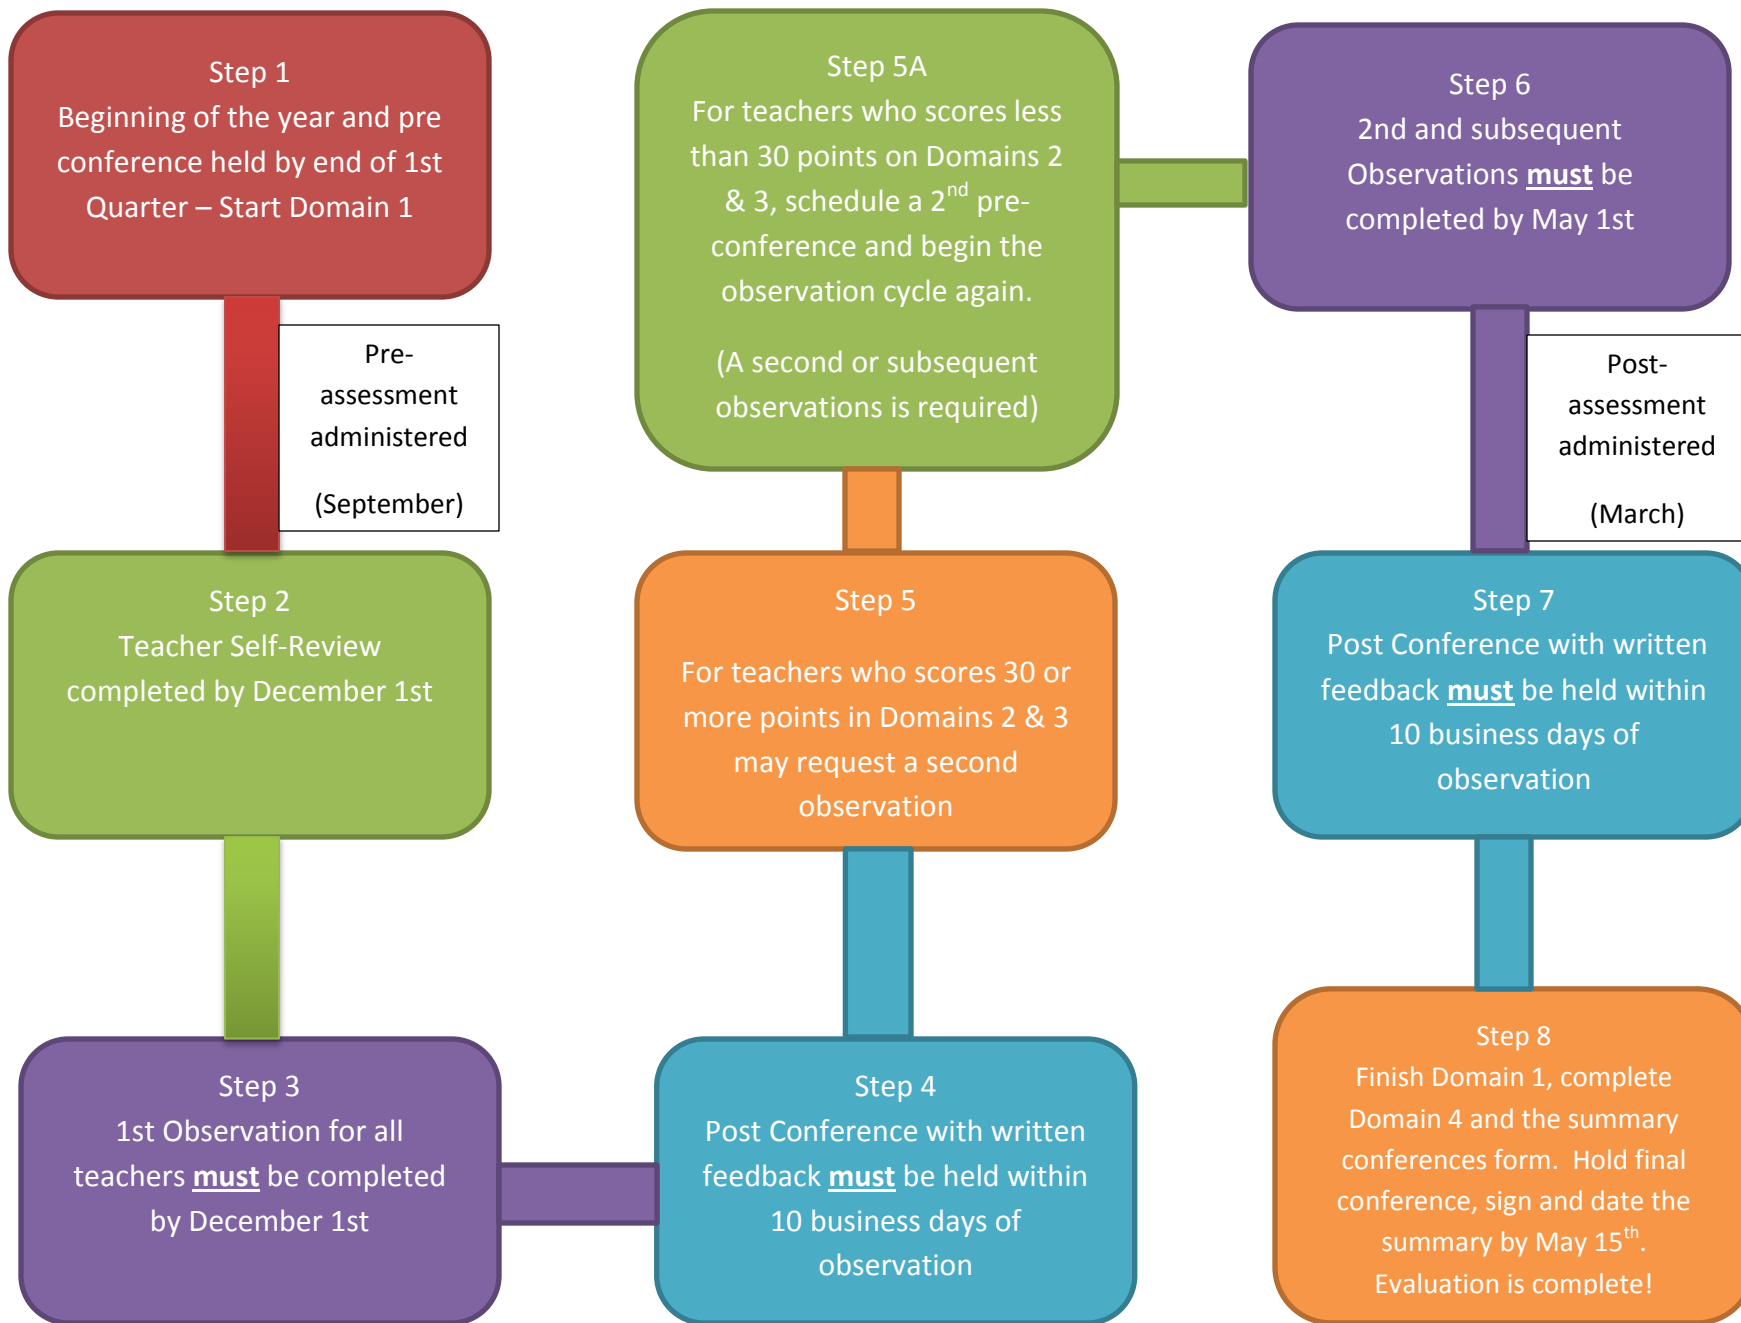 Step 1
Beginning of the year and pre
conference held by end of 1st
Quarter – Start Domain 1
Pre-
assessment
administered
(September)
Step 2
Teacher Self-Review
completed by December 1st
Step 3
1st Observation for all
teachers must be completed
by December 1st
Step 4
Post Conference with written
feedback must be held within
10 business days of
observation
Step 5
For teachers who scores 30 or
more points in Domains 2 & 3
may request a second
observation
Step 5A
For teachers who scores less
than 30 points on Domains 2
& 3, schedule a 2nd pre-
conference and begin the
observation cycle again.
(A second or subsequent
observations is required)
Step 6
2nd and subsequent
Observations must be
completed by May 1st
Post-
assessment
administered
(March)
Step 7
Post Conference with written
feedback must be held within
10 business days of
observation
Step 8
Finish Domain 1, complete
Domain 4 and the summary
conferences form.  Hold final
conference, sign and date the
summary by May 15th.
Evaluation is complete!